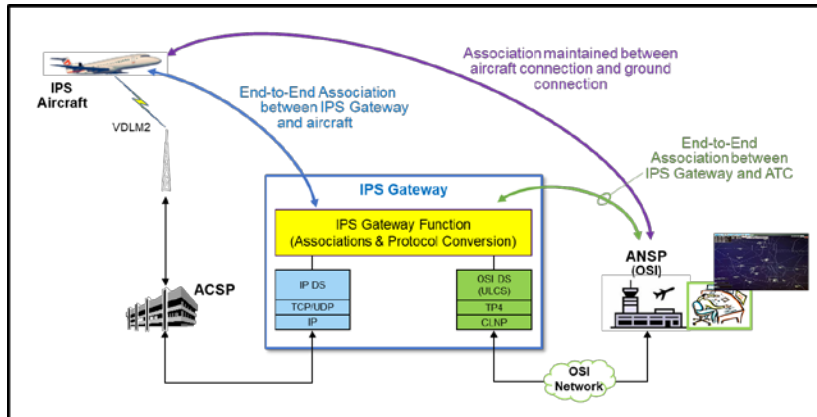 IPS
Aircraft
VDLM2
End-to-End Association
between IPS Gateway
and aircraft
Association maintained between
aircraft connection and ground
connection
End-to-End
Association between
IPS Gateway and ATC
IPS Gateway
IPS Gateway Function
(Associations & Protocol Conversion)
IP DS
TCP/UDP
IP
OSI DS
(ULCS)
TP4
CLNP
ACSP
ANSP
(OSI)
OSI
Network